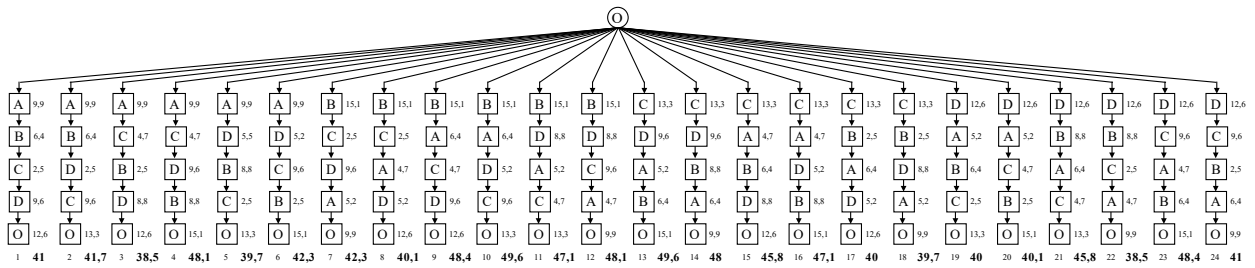 O
A 9,9 A 9,9 A 9,9 A 9,9 A 9,9 A 9,9 B 15,1 B 15,1 B 15,1 B 15,1 B 15,1 B 15,1 C 13,3 C 13,3 C 13,3 C 13,3 C 13,3 C 13,3 D 12,6 D 12,6 D 12,6 D 12,6 D 12,6 D 12,6
B 6,4 B 6,4 C 4,7 C 4,7 D 5,5 D 5,2 C 2,5 C 2,5 A 6,4 A 6,4 D 8,8 D 8,8 D 9,6 D 9,6 A 4,7 A 4,7 B 2,5 B 2,5 A 5,2 A 5,2 B 8,8 B 8,8 C 9,6 C 9,6
C 2,5 D 2,5 B 2,5 D 9,6 B 8,8 C 9,6 D 9,6 A 4,7 C 4,7 D 5,2 A 5,2 C 9,6 A 5,2 B 8,8 B 6,4 D 5,2 A 6,4 D 8,8 B 6,4 C 4,7 A 6,4 C 2,5 A 4,7 B 2,5
D 9,6 C 9,6 D 8,8 B 8,8 C 2,5 B 2,5 A 5,2 D 5,2 D 9,6 C 9,6 C 4,7 A 4,7 B 6,4 A 6,4 D 8,8 B 8,8 D 5,2 A 5,2 C 2,5 B 2,5 C 4,7 A 4,7 B 6,4 A 6,4
O 12,6 O 13,3 O 12,6 O 15,1 O 13,3 O 15,1 O 9,9 O 12,6 O 12,6 O 13,3 O 13,3 O 9,9 O 15,1 O 9,9 O 12,6 O 15,1 O 12,6 O 9,9 O 13,3 O 15,1 O 13,3 O 9,9 O 15,1 O 9,9
1 41 2 41,7 3 38,5 4 48,1 5 39,7 6 42,3 7 42,3 8 40,1 9 48,4 10 49,6 11 47,1 12 48,1 13 49,6 14 48 15 45,8 16 47,1 17 40 18 39,7 19 40 20 40,1 21 45,8 22 38,5 23 48,4 24 41